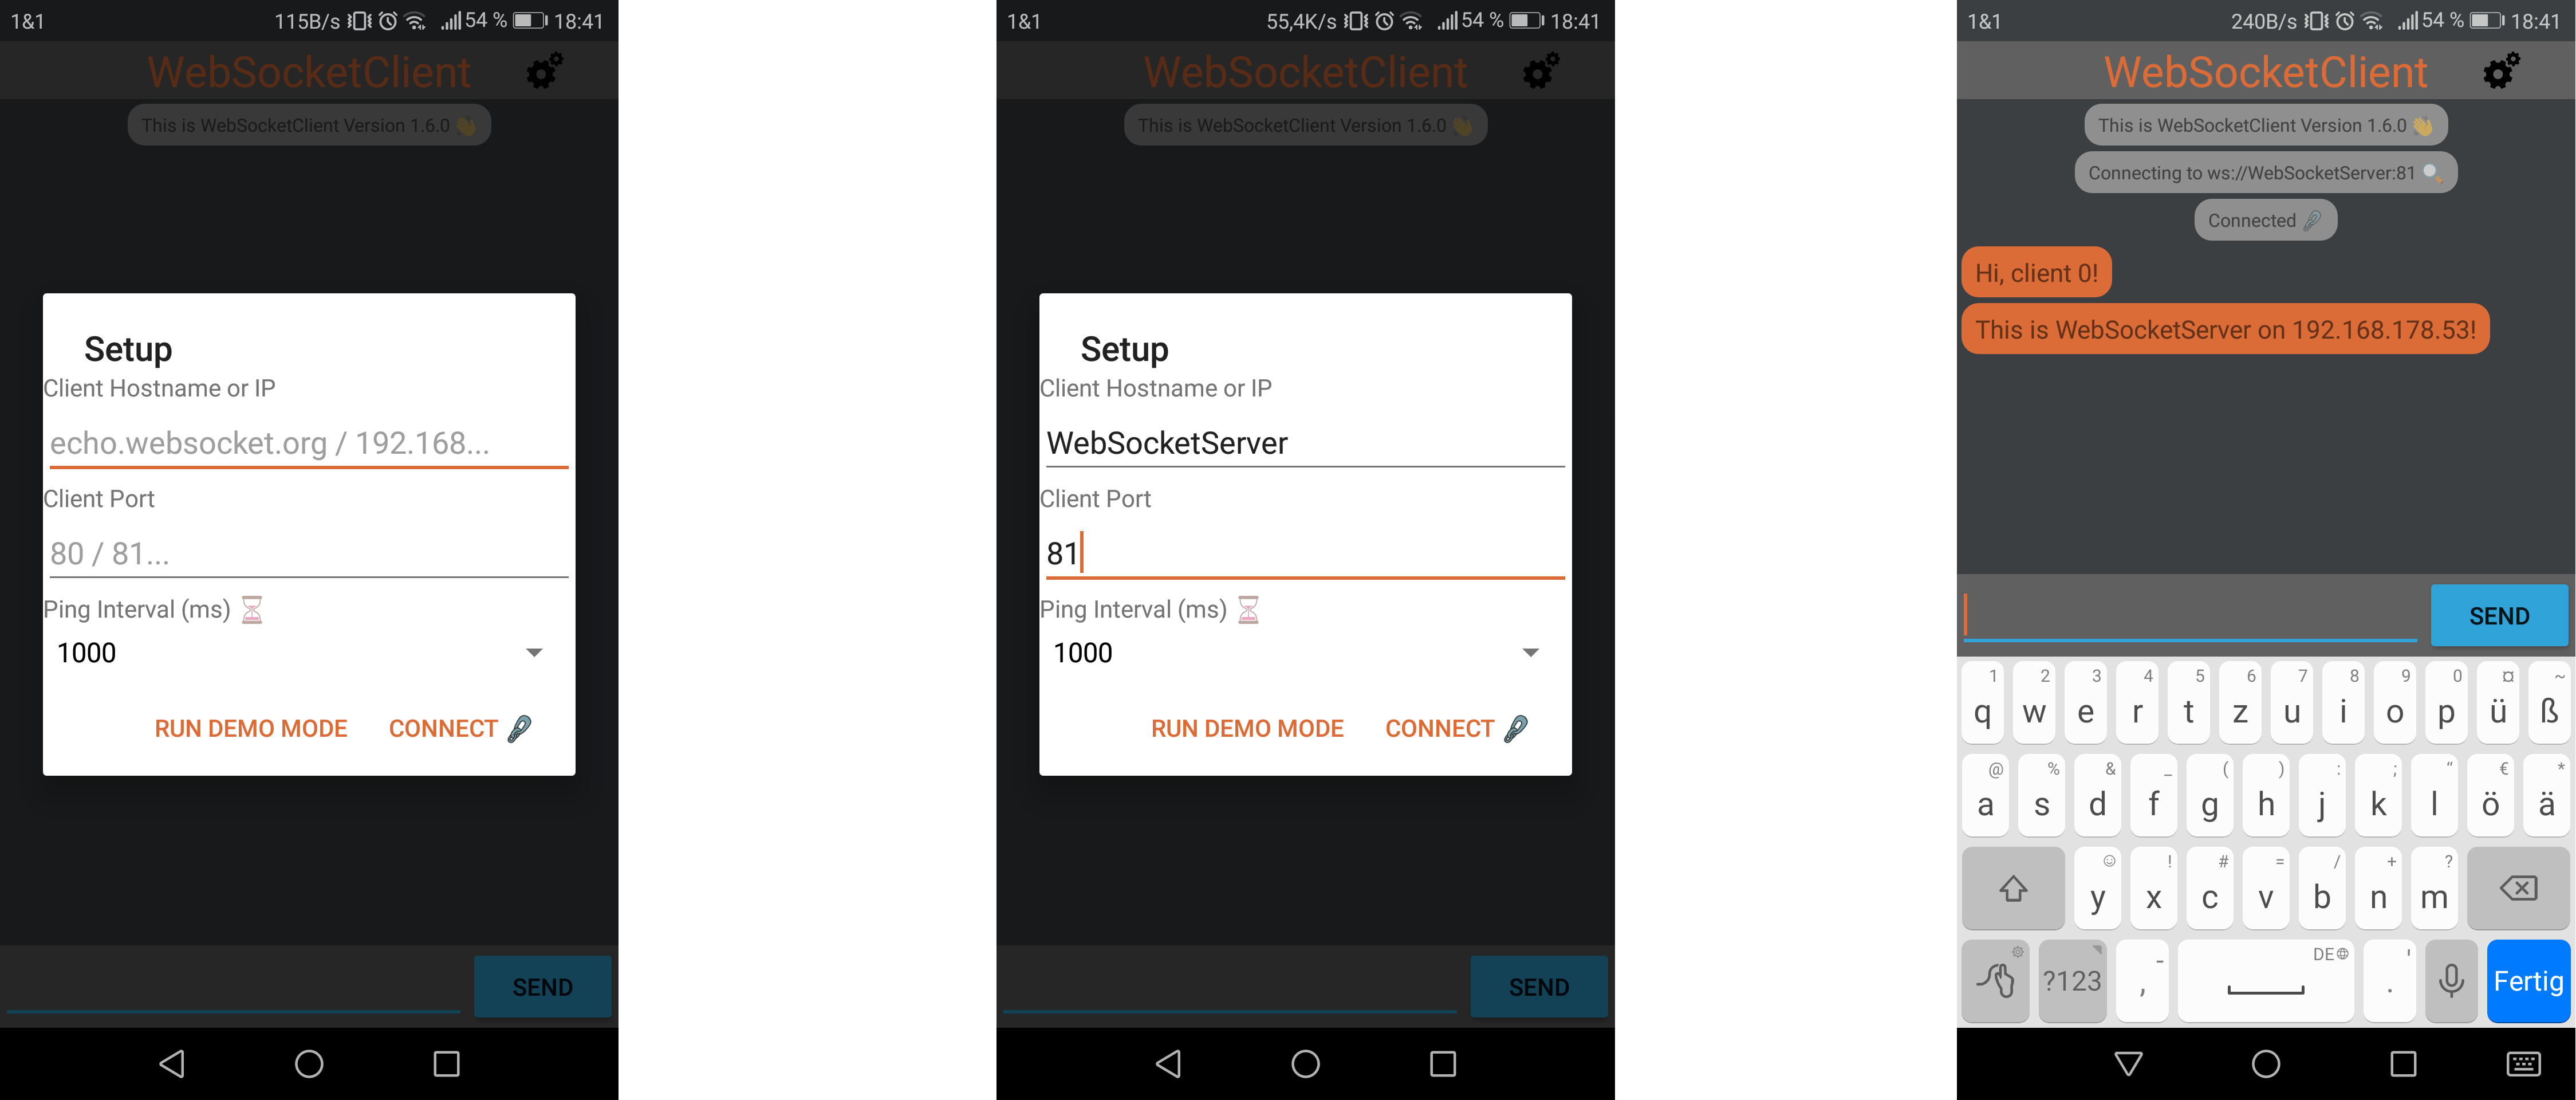 1&1 115B/s 54 % 18:41
WebSocketClient
This is WebSocketClient Version 1.6.0 👋
Setup
Client Hostname or IP
echo.websocket.org / 192.168...
Client Port
80 / 81...
Ping Interval (ms) ⏳
1000
RUN DEMO MODE CONNECT
SEND
1&1 55,4K/s 54 % 18:41
WebSocketClient
This is WebSocketClient Version 1.6.0 👋
Setup
Client Hostname or IP
WebSocketServer
Client Port
81
Ping Interval (ms) ⏳
1000
RUN DEMO MODE CONNECT
SEND
1&1 240B/s 54 % 18:41
WebSocketClient
This is WebSocketClient Version 1.6.0 👋
Connecting to ws://WebSocketServer:81 🔍
Connected
Hi, client 0!
This is WebSocketServer on 192.168.178.53!
SEND
1 2 3 4 5 6 7 8 9 0 ¤ ~
q w e r t z u i o p ü ß
@ % & _ ( ) : ; “ € *
a s d f g h j k l ö ä
! # = / + ?
y x c v b n m
- DE '
?123 , . Fertig